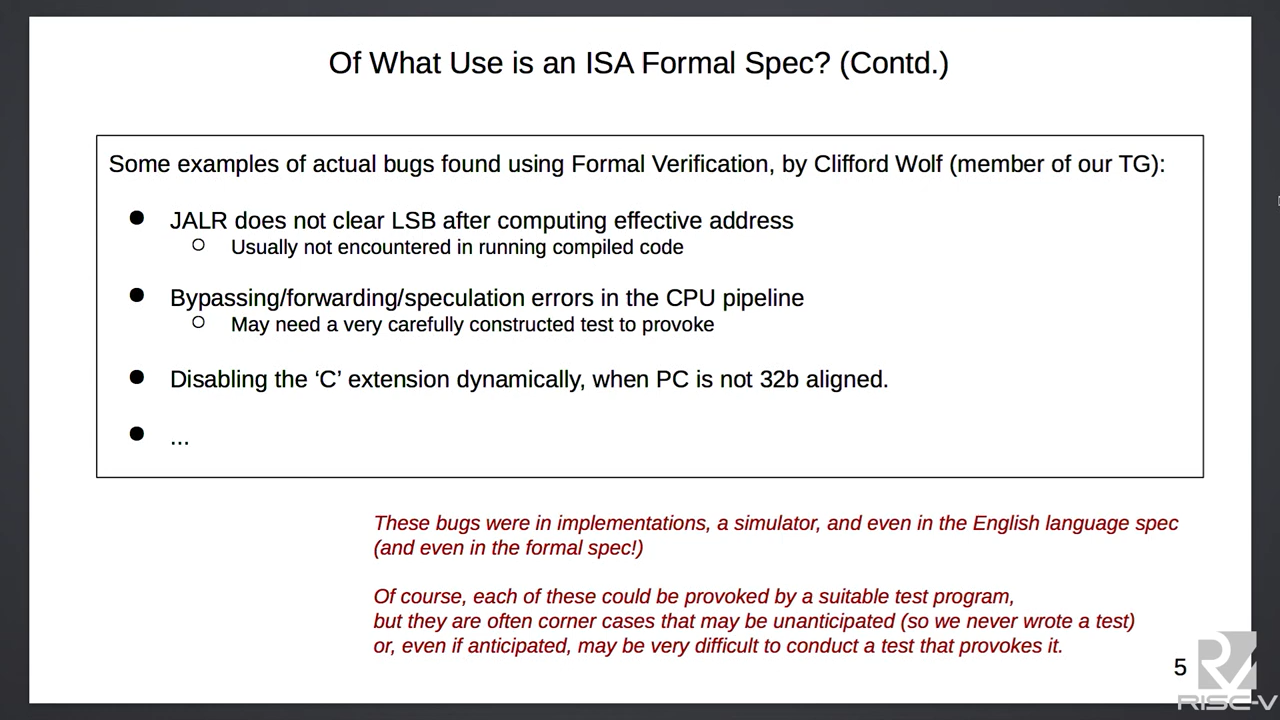 Of What Use is an ISA Formal Spec? (Contd.)
Some examples of actual bugs found using Formal Verification, by Clifford Wolf (member of our TG):
● JALR does not clear LSB after computing effective address
○ Usually not encountered in running compiled code
● Bypassing/forwarding/speculation errors in the CPU pipeline
○ May need a very carefully constructed test to provoke
● Disabling the ‘C’ extension dynamically, when PC is not 32b aligned.
● ...
These bugs were in implementations, a simulator, and even in the English language spec
(and even in the formal spec!)
Of course, each of these could be provoked by a suitable test program,
but they are often corner cases that may be unanticipated (so we never wrote a test)
or, even if anticipated, may be very difficult to conduct a test that provokes it.
5
RISC-V